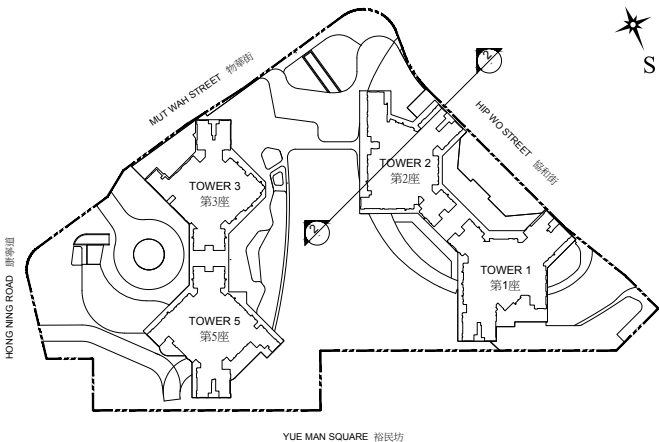 S
MUT WAH STREET 物華街
2
HIP WO STREET 協和街
TOWER 2
第2座
TOWER 3
第3座
2
HONG NING ROAD 康寧道
TOWER 1
第1座
TOWER 5
第5座
YUE MAN SQUARE 裕民坊